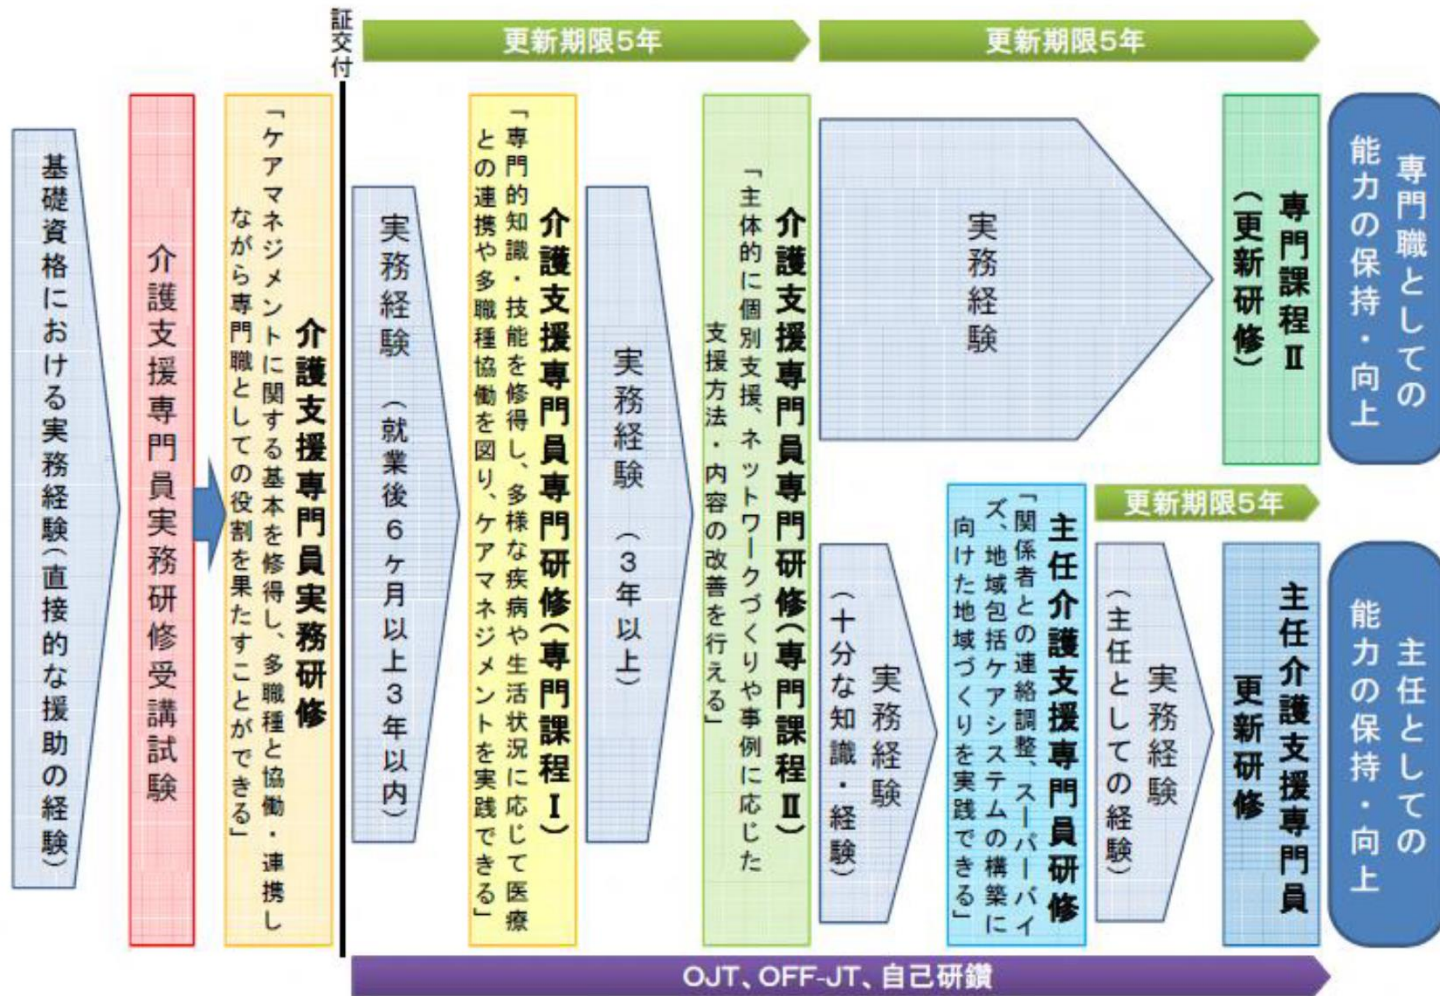 証交付
更新期限5年
更新期限5年
基礎資格における実務経験(直接的な援助の経験)
介護支援専門員実務研修受講試験
介護支援専門員実務研修
「ケアマネジメントに関する基本を修得し、多職種と協働・連携し
ながら専門職としての役割を果たすことができる」
実務経験 (就業後6ヶ月以上3年以内)
介護支援専門員専門研修(専門課程Ⅰ)
「専門的知識・技能を修得し、多様な疾病や生活状況に応じて医療
との連携や多職種協働を図り、ケアマネジメントを実践できる」
実務経験 (3年以上)
介護支援専門員専門研修(専門課程Ⅱ)
「主体的に個別支援、ネットワークづくりや事例に応じた
支援方法・内容の改善を行える」
実務経験
専門課程Ⅱ
(更新研修)
専門職としての
能力の保持・向上
実務経験
(十分な知識・経験)
主任介護支援専門員研修
「関係者との連絡調整、スーパーバイ
ズ、地域包括ケアシステムの構築に
向けた地域づくりを実践できる」
更新期限5年
実務経験
(主任としての経験)
主任介護支援専門員
更新研修
主任としての
能力の保持・向上
OJT、OFF-JT、自己研鑽